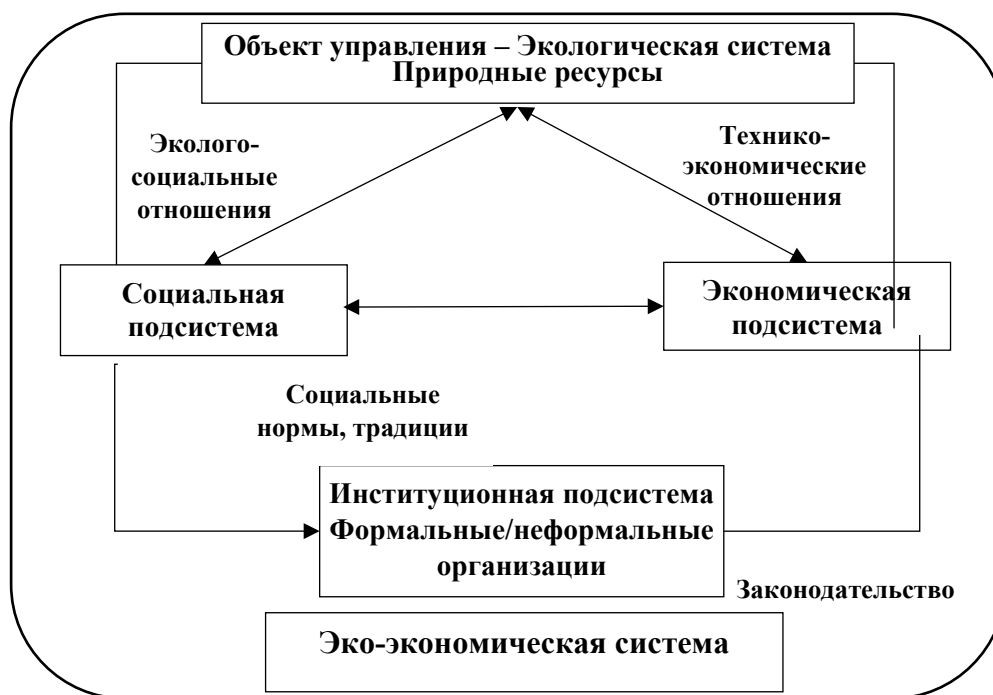 Объект управления – Экологическая система
Природные ресурсы
Эколого-
социальные
отношения
Технико-
экономические
отношения
Социальная
подсистема
Экономическая
подсистема
Социальные
нормы, традиции
Институционная подсистема
Формальные/неформальные
организации
Законодательство
Эко-экономическая система